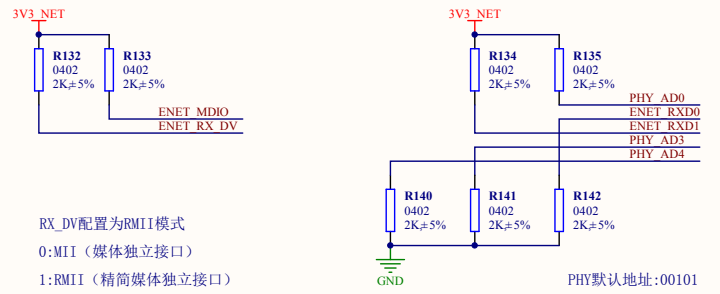 3V3_NET
R132
0402
2K,±5%
R133
0402
2K,±5%
ENET_MDIO
ENET_RX_DV
3V3_NET
R134
0402
2K,±5%
R135
0402
2K,±5%
PHY_AD0
ENET_RXD0
ENET_RXD1
PHY_AD3
PHY_AD4
R140
0402
2K,±5%
R141
0402
2K,±5%
R142
0402
2K,±5%
GND
RX_DV配置为RMII模式
0:MII（媒体独立接口）
1:RMII（精简媒体独立接口）
PHY默认地址:00101